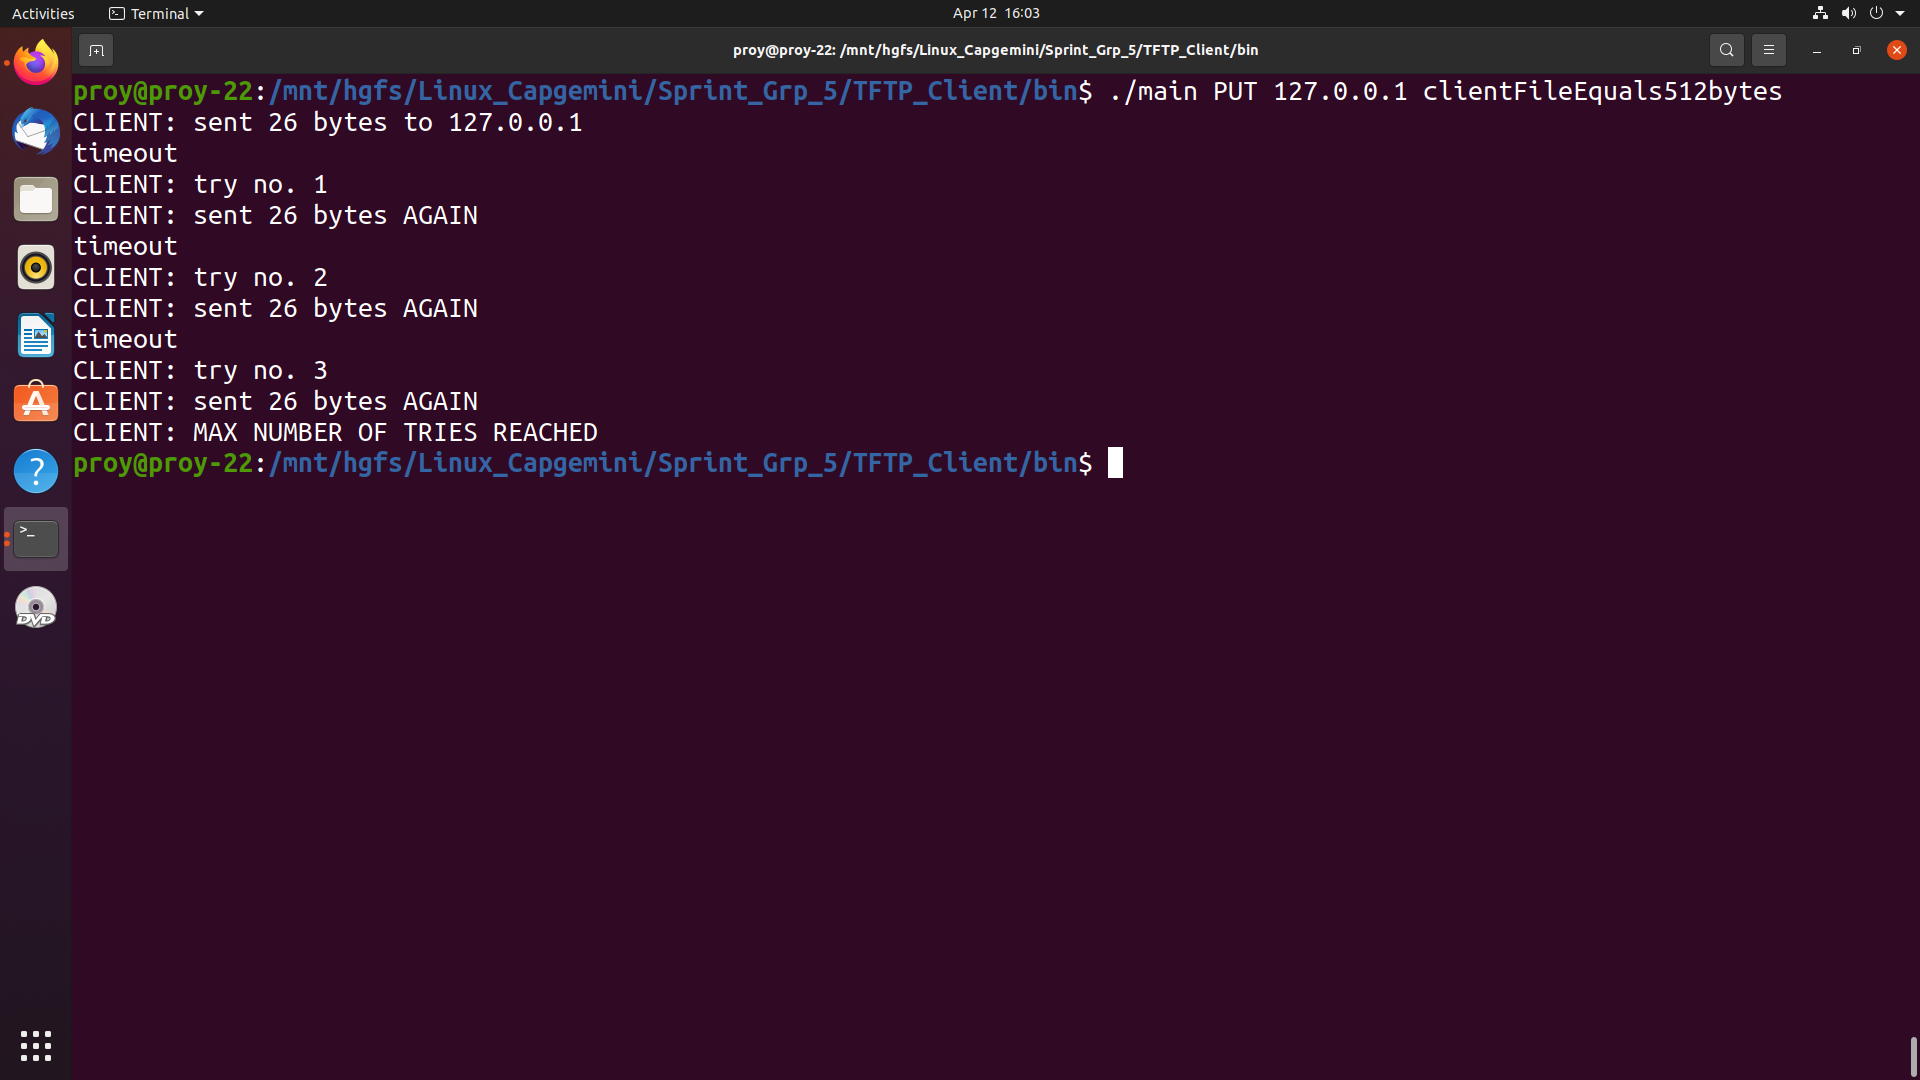 Activities Terminal Apr 12 16:03
proy@proy-22: /mnt/hgfs/Linux_Capgemini/Sprint_Grp_5/TFTP_Client/bin
proy@proy-22:/mnt/hgfs/Linux_Capgemini/Sprint_Grp_5/TFTP_Client/bin$ ./main PUT 127.0.0.1 clientFileEquals512bytes
CLIENT: sent 26 bytes to 127.0.0.1
timeout
CLIENT: try no. 1
CLIENT: sent 26 bytes AGAIN
timeout
CLIENT: try no. 2
CLIENT: sent 26 bytes AGAIN
timeout
CLIENT: try no. 3
CLIENT: sent 26 bytes AGAIN
CLIENT: MAX NUMBER OF TRIES REACHED
proy@proy-22:/mnt/hgfs/Linux_Capgemini/Sprint_Grp_5/TFTP_Client/bin$
DVD